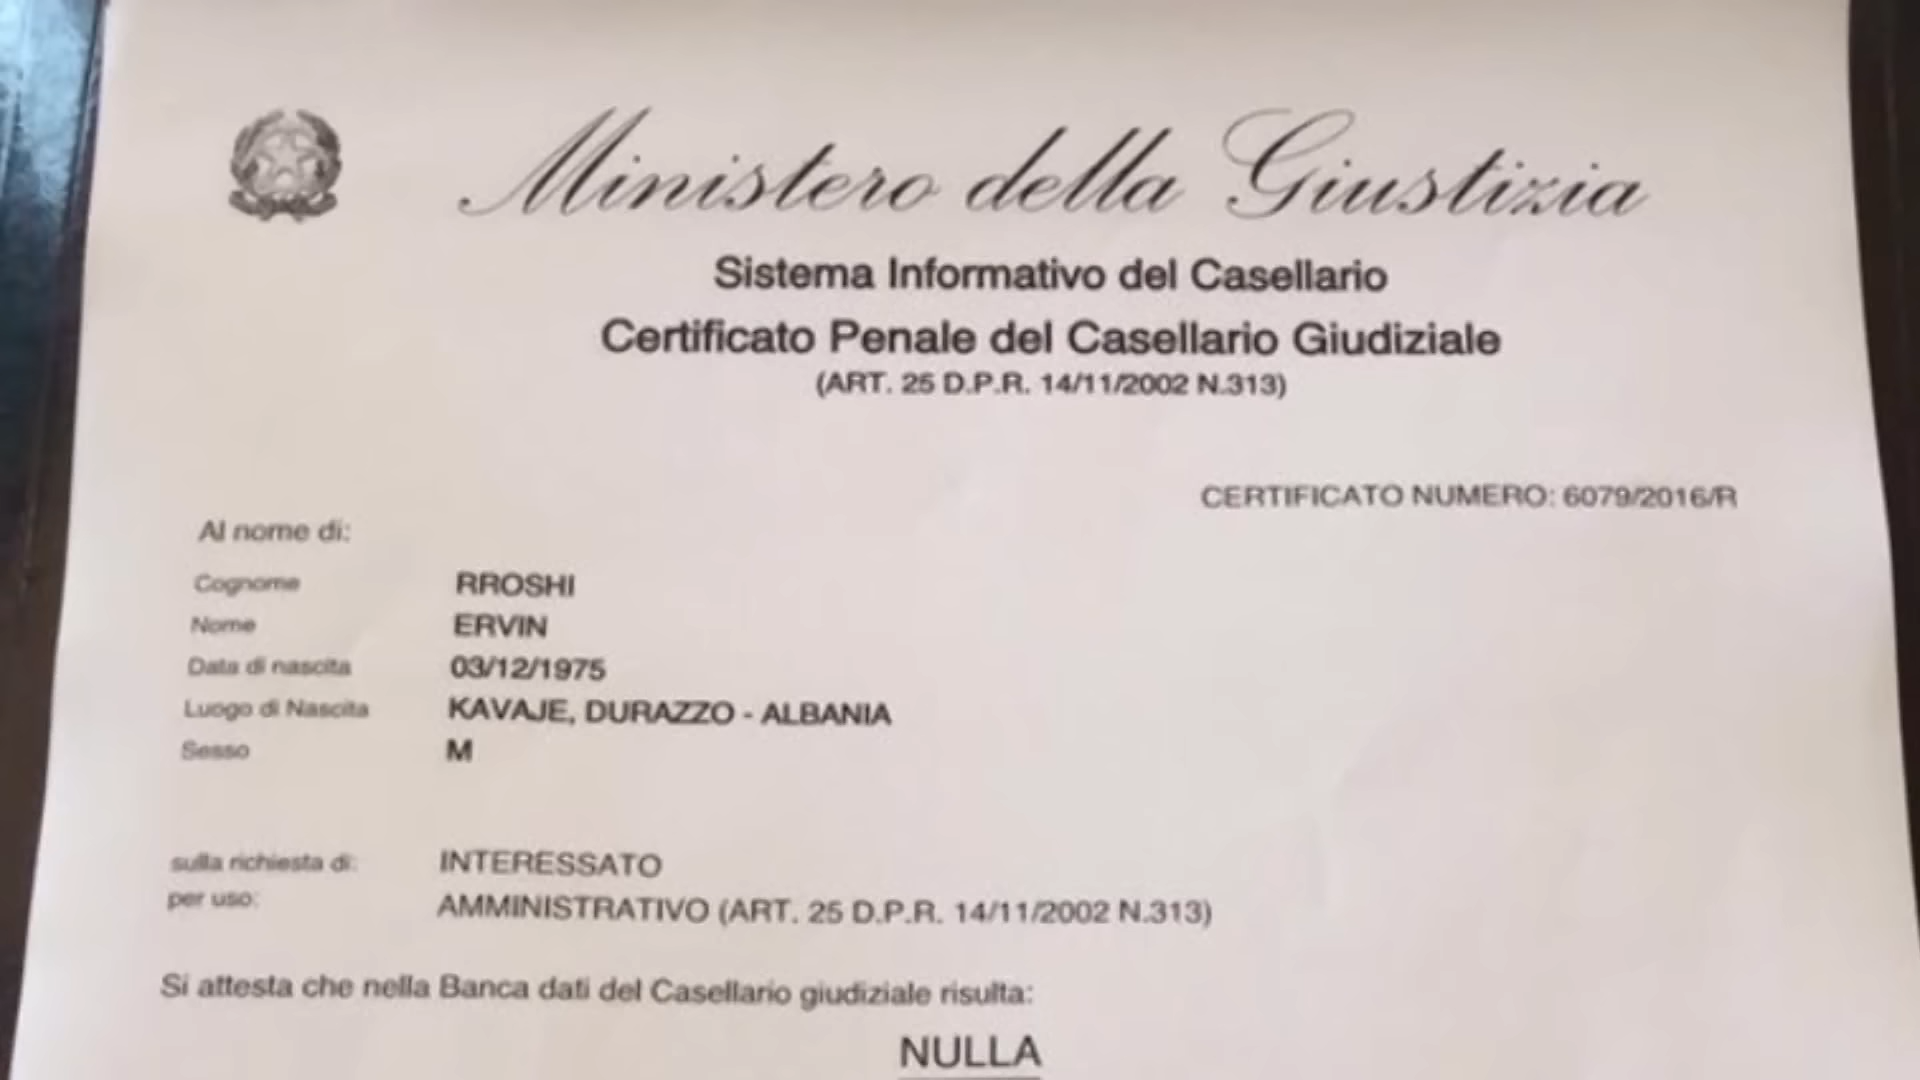 Ministero della Giustizia
Sistema Informativo del Casellario
Certificato Penale del Casellario Giudiziale
(ART. 25 D.P.R. 14/11/2002 N.313)
CERTIFICATO NUMERO: 6079/2016/R
Al nome di:
Cognome RROSHI
Nome ERVIN
Data di nascita 03/12/1975
Luogo di Nascita KAVAJE, DURAZZO - ALBANIA
Sesso M
sulla richiesta di: INTERESSATO
per uso: AMMINISTRATIVO (ART. 25 D.P.R. 14/11/2002 N.313)
Si attesta che nella Banca dati del Casellario giudiziale risulta:
NULLA